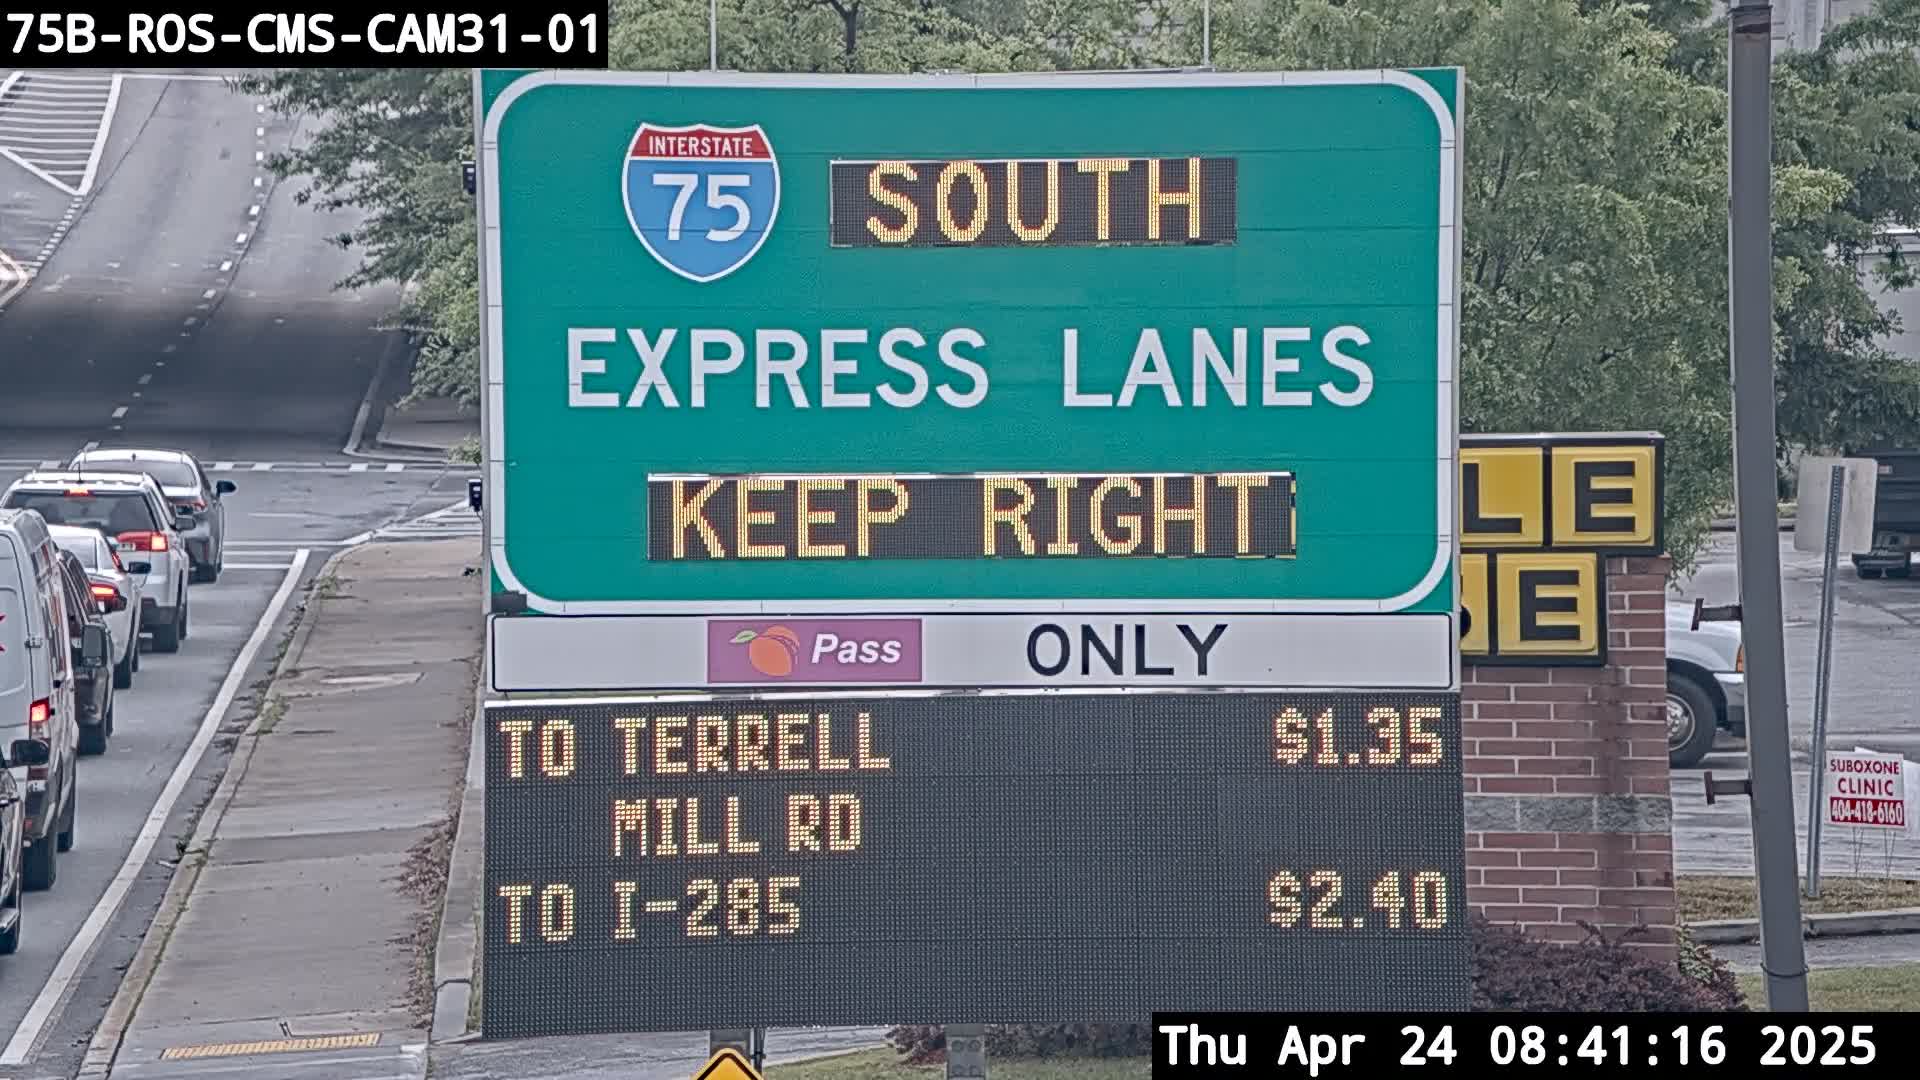 75B-ROS-CMS-CAM31-01
INTERSTATE
75
SOUTH
EXPRESS LANES
KEEP RIGHT
Pass ONLY
TO TERRELL $1.35
MILL RD
TO I-285 $2.40
LE
E
SUBOXONE
CLINIC
404-418-6160
Thu Apr 24 08:41:16 2025